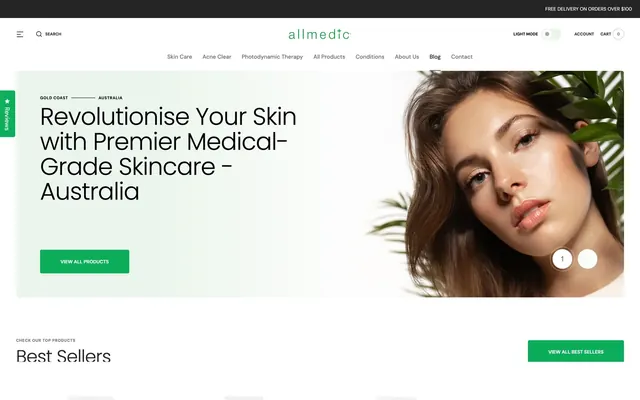 FREE DELIVERY ON ORDERS OVER $100
SEARCH
allmedic
LIGHT MODE
ACCOUNT
CART 0
Skin Care
Acne Clear
Photodynamic Therapy
All Products
Conditions
About Us
Blog
Contact
Reviews
GOLD COAST
AUSTRALIA
Revolutionise Your Skin
with Premier Medical-
Grade Skincare -
Australia
VIEW ALL PRODUCTS
1
CHECK OUR TOP PRODUCTS
Best Sellers
VIEW ALL BEST SELLERS